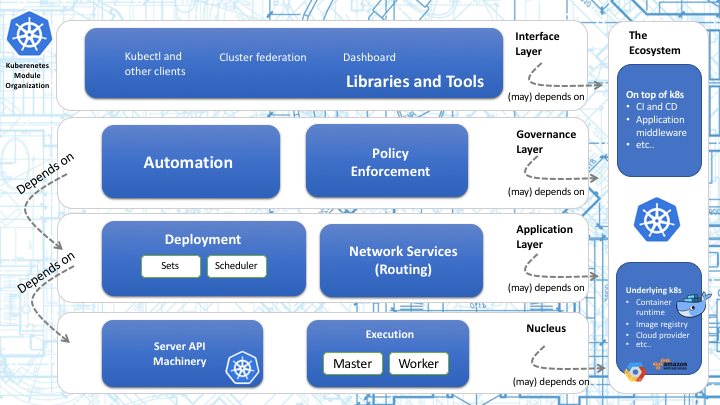 Kuberenetes
Module
Organization
Kubectl and
other clients
Cluster federation
Dashboard
Libraries and Tools
Interface
Layer
(may) depends on
Automation
Policy
Enforcement
Governance
Layer
(may) depends on
Depends on
Deployment
Sets
Scheduler
Network Services
(Routing)
Application
Layer
(may) depends on
Depends on
Server API
Machinery
Execution
Master
Worker
Nucleus
(may) depends on
The
Ecosystem
On top of k8s
• CI and CD
• Application
middleware
• etc..
Underlying k8s
• Container
runtime
• Image registry
• Cloud provider
• etc..
amazon
web services